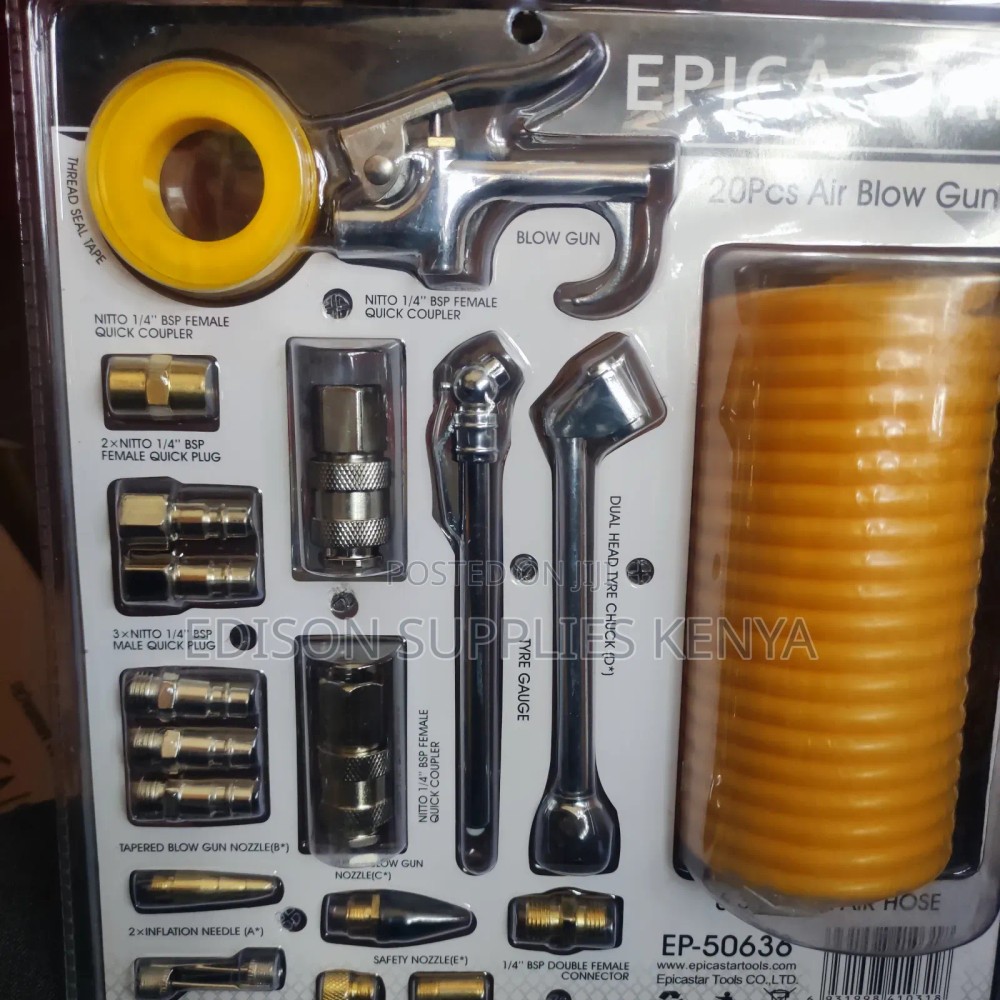 EPICA STA
20Pcs Air Blow Gun
THREAD SEAL TAPE
BLOW GUN
NITTO 1/4" BSP FEMALE
QUICK COUPLER
NITTO 1/4" BSP FEMALE
QUICK COUPLER
2×NITTO 1/4" BSP
FEMALE QUICK PLUG
DUAL HEAD TYRE CHUCK (D*)
POSTED ON JIJI
EDISON SUPPLIES KENYA
3×NITTO 1/4" BSP
MALE QUICK PLUG
TYRE GAUGE
NITTO 1/4" BSP FEMALE
QUICK COUPLER
TAPERED BLOW GUN NOZZLE(B*)
BLOW GUN
NOZZLE(C*)
2×INFLATION NEEDLE (A*)
SAFETY NOZZLE(E*)
1/4" BSP DOUBLE FEMALE
CONNECTOR
AIR HOSE
EP-50636
www.epicastartools.com
Epicastar Tools CO.,LTD.